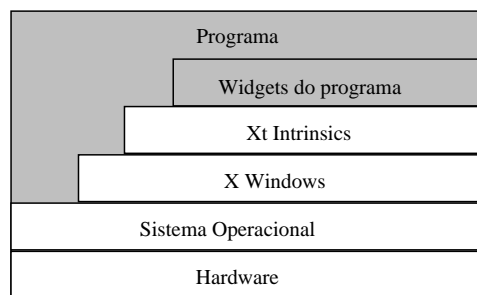 Programa
Widgets do programa
Xt Intrinsics
X Windows
Sistema Operacional
Hardware